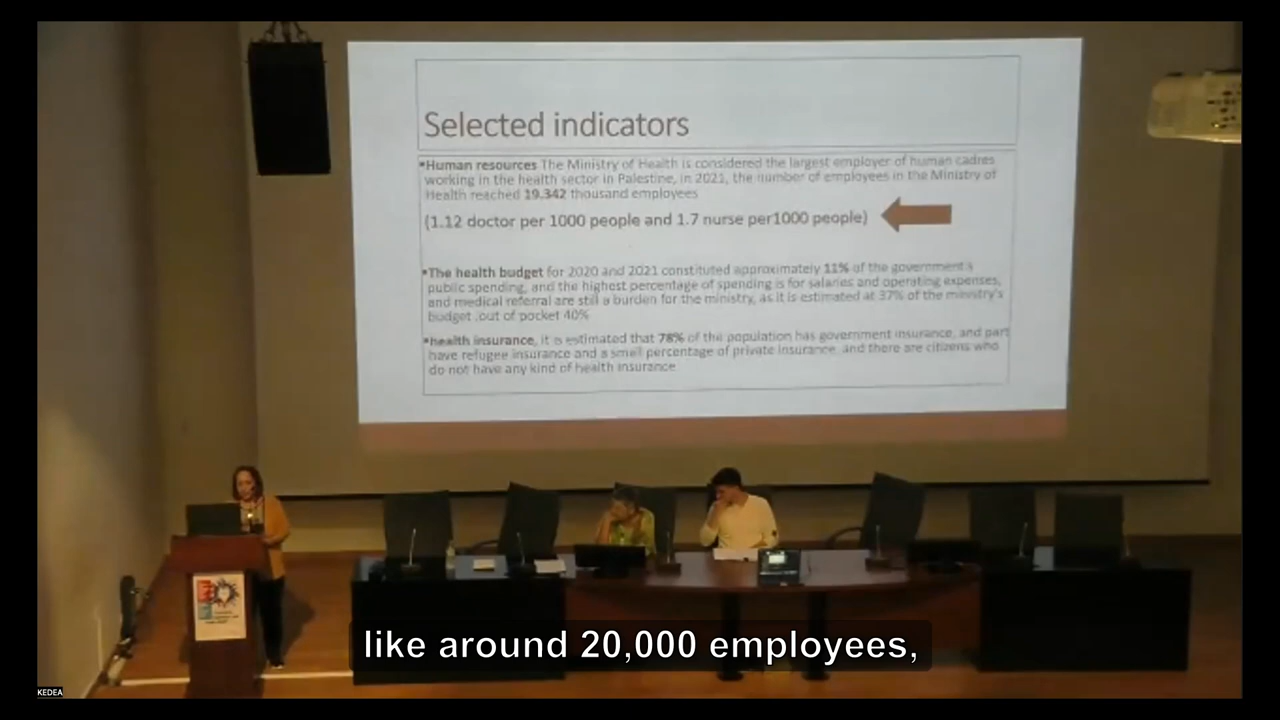 Selected indicators
▪Human resources The Ministry of Health is considered the largest employer of human cadres
working in the health sector in Palestine, in 2021, the number of employees in the Ministry of
Health reached 19.342 thousand employees
(1.12 doctor per 1000 people and 1.7 nurse per1000 people)
▪The health budget for 2020 and 2021 constituted approximately 11% of the government's
public spending, and the highest percentage of spending is for salaries and operating expenses,
and medical referral are still a burden for the ministry, as it is estimated at 37% of the ministry's
budget .out of pocket 40%
▪health insurance, it is estimated that 78% of the population has government insurance, and part
have refugee insurance and a small percentage of private insurance, and there are citizens who
do not have any kind of health insurance
like around 20,000 employees,
KEDEA